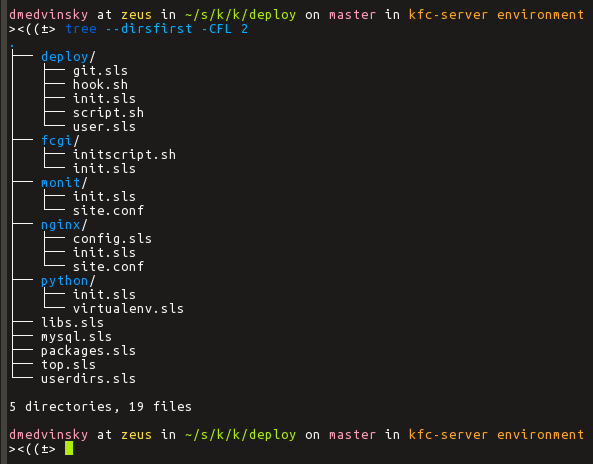 dmedvinsky at zeus in ~/s/k/k/deploy on master in kfc-server environment
><((±> tree --dirsfirst -CFL 2
.
├── deploy/
│   ├── git.sls
│   ├── hook.sh
│   ├── init.sls
│   ├── script.sh
│   └── user.sls
├── fcgi/
│   ├── initscript.sh
│   └── init.sls
├── monit/
│   ├── init.sls
│   └── site.conf
├── nginx/
│   ├── config.sls
│   ├── init.sls
│   └── site.conf
├── python/
│   ├── init.sls
│   └── virtualenv.sls
├── libs.sls
├── mysql.sls
├── packages.sls
├── top.sls
└── userdirs.sls
5 directories, 19 files
dmedvinsky at zeus in ~/s/k/k/deploy on master in kfc-server environment
><((±>